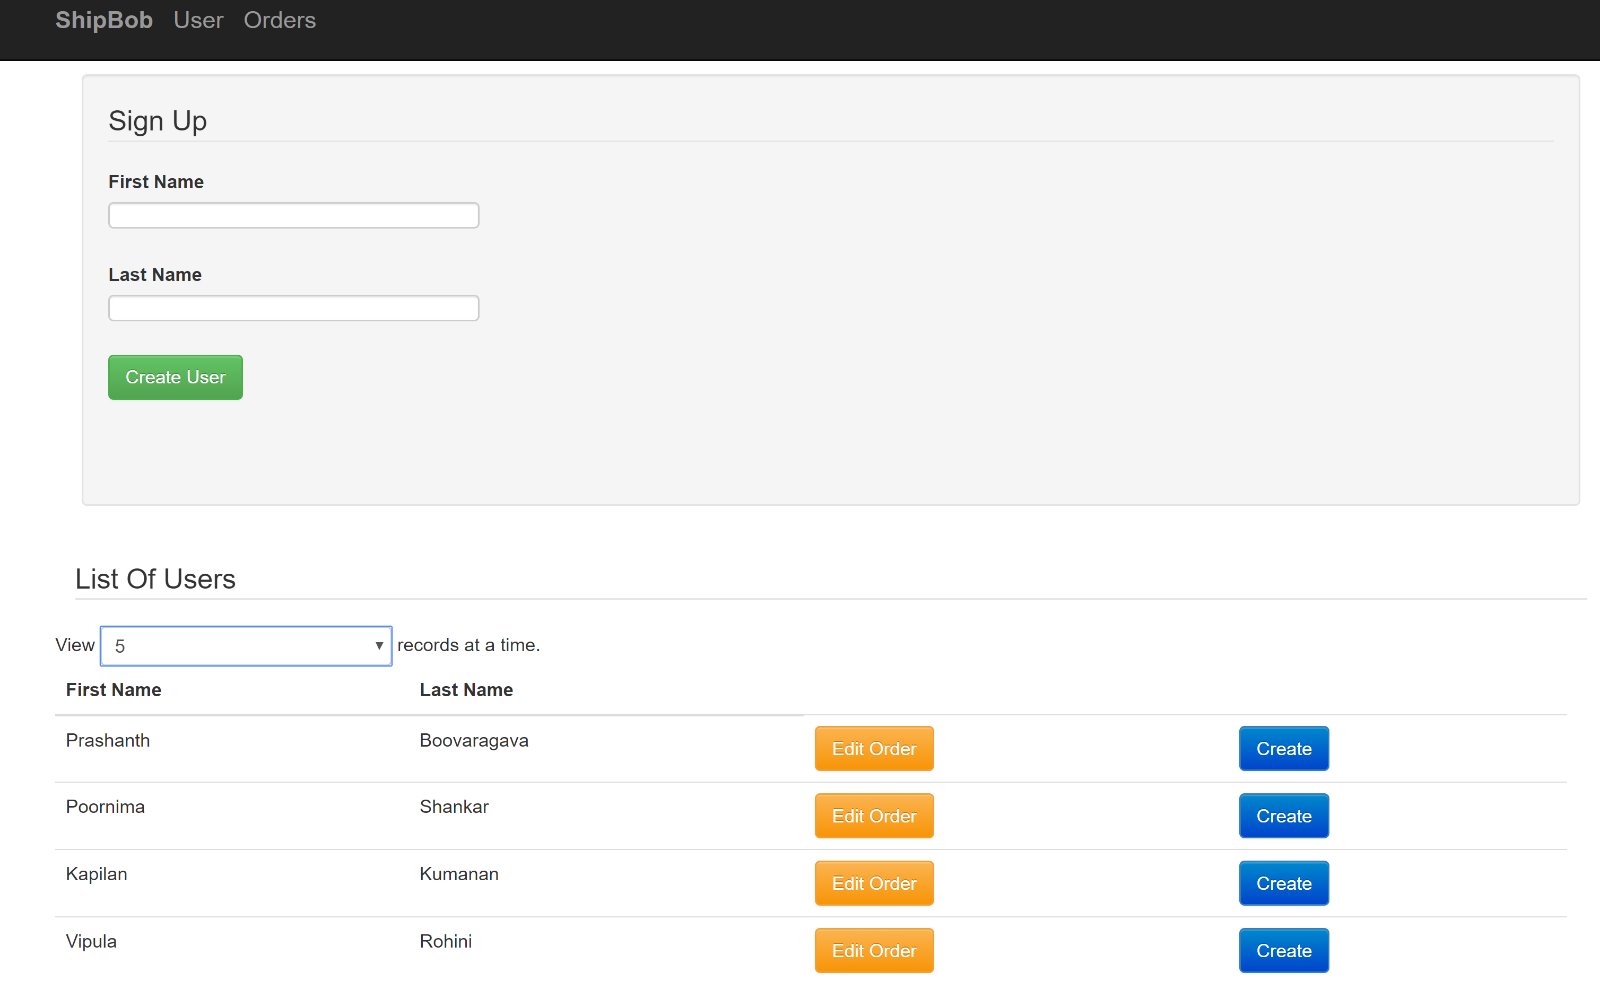 ShipBob User Orders
Sign Up
First Name
Last Name
Create User
List Of Users
View 5 records at a time.
First Name Last Name
Prashanth Boovaragava Edit Order Create
Poornima Shankar Edit Order Create
Kapilan Kumanan Edit Order Create
Vipula Rohini Edit Order Create